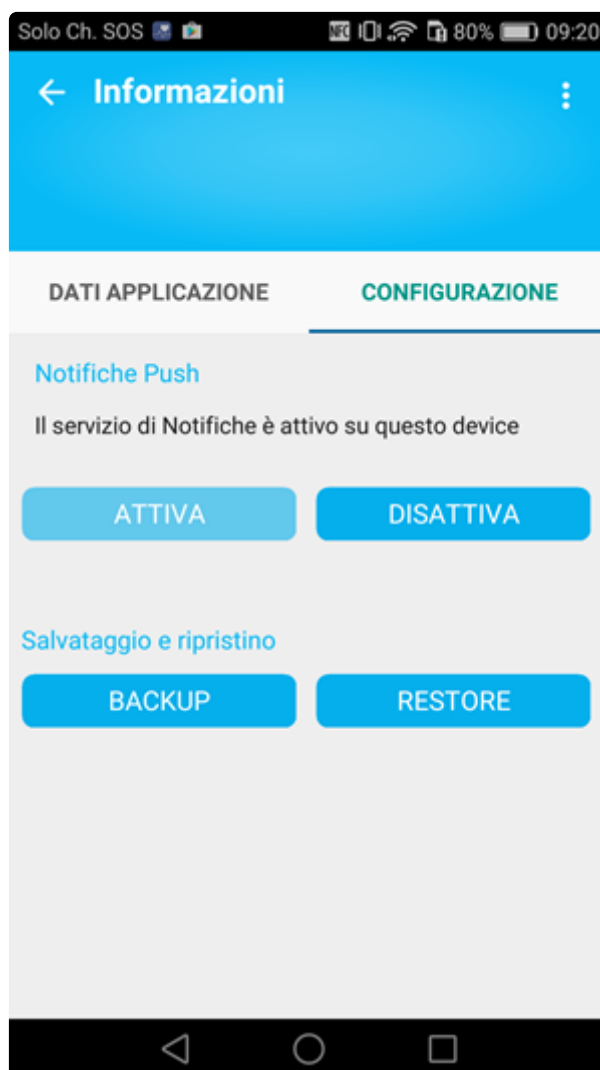 Solo Ch. SOS NFC 80% 09:20
Informazioni
DATI APPLICAZIONE CONFIGURAZIONE
Notifiche Push
Il servizio di Notifiche è attivo su questo device
ATTIVA DISATTIVA
Salvataggio e ripristino
BACKUP RESTORE